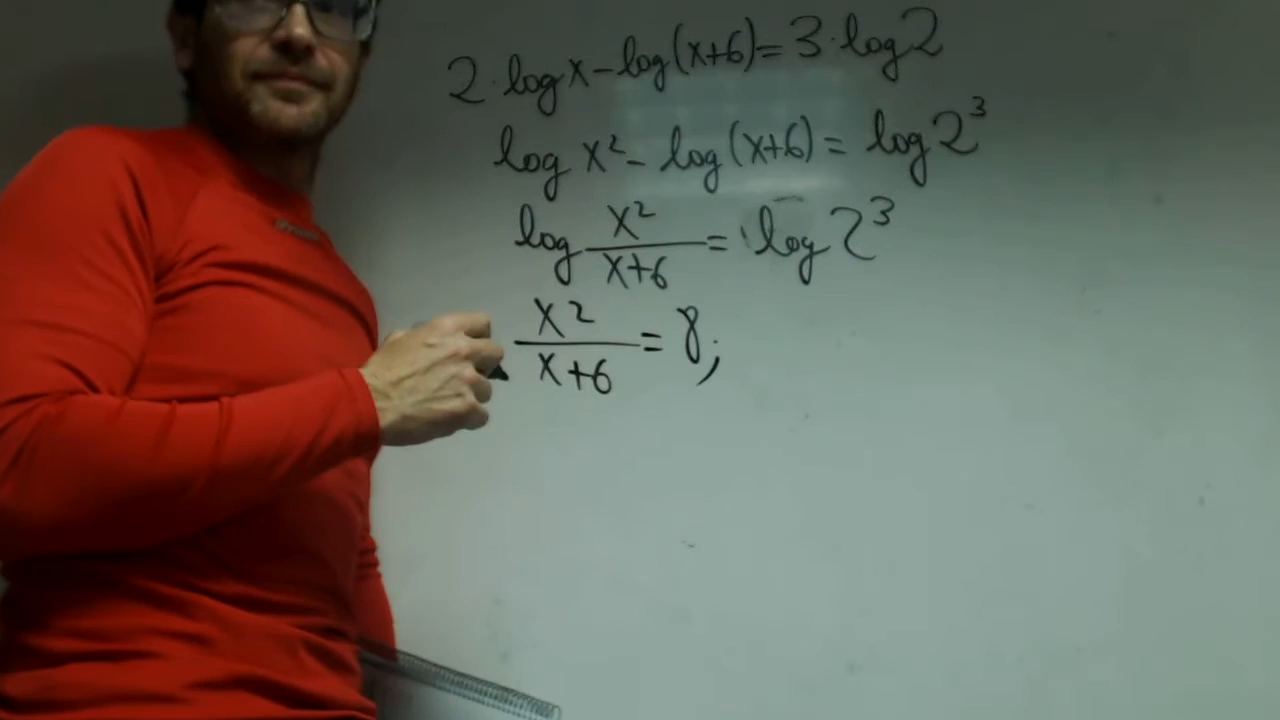 2·log x - log(x+6) = 3·log 2
log x² - log(x+6) = log 2³
log x²/(x+6) = log 2³
x²/(x+6) = 8;